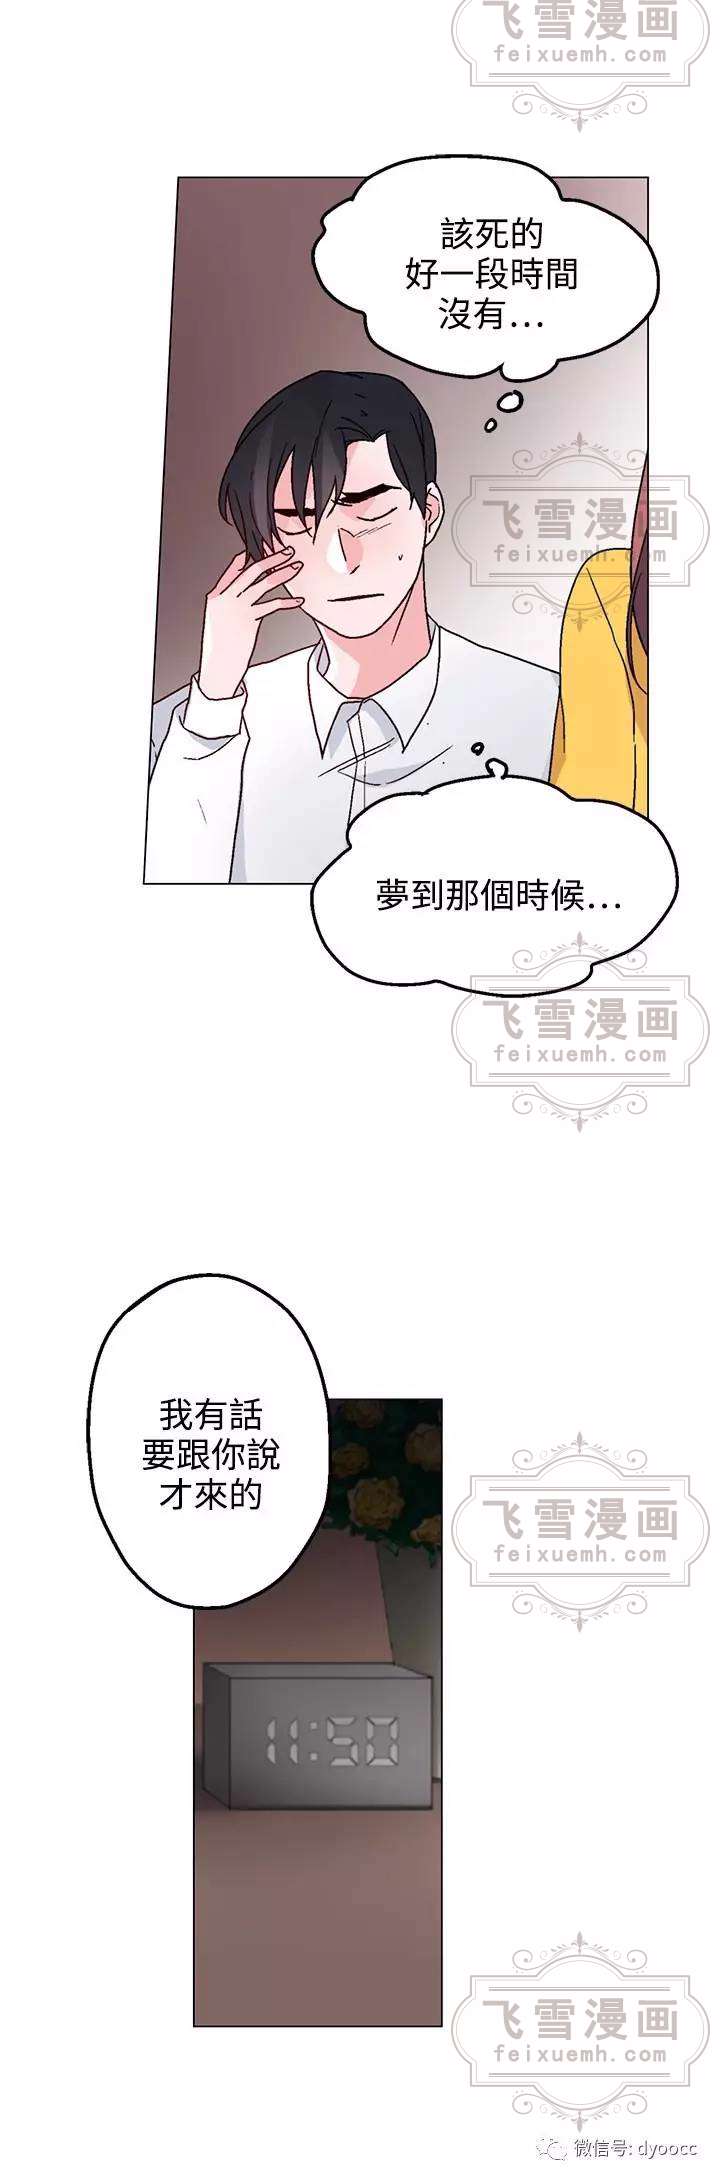 飞雪漫画
feixuemh.com
該死的
好一段時間
沒有...
飞雪漫画
feixuemh.com
夢到那個時候...
飞雪漫画
feixuemh.com
我有話
要跟你說
才來的
飞雪漫画
feixuemh.com
11:50
飞雪漫画
feixuemh.com
微信号: dyoocc